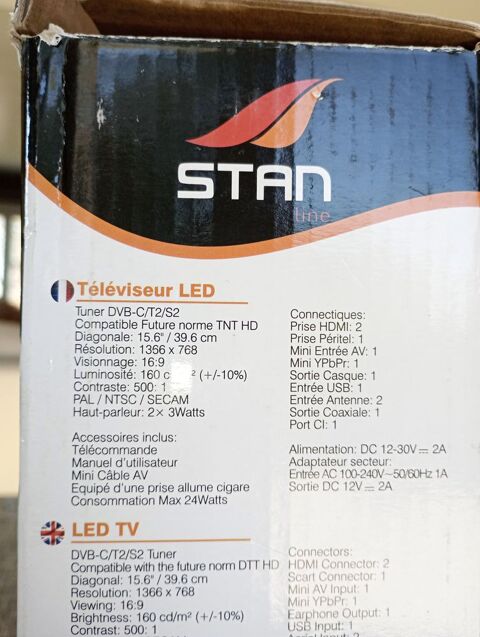 STAN
line
Téléviseur LED
Tuner DVB-C/T2/S2
Compatible Future norme TNT HD
Diagonale: 15.6" / 39.6 cm
Résolution: 1366 x 768
Visionnage: 16:9
Luminosité: 160 c ² (+/-10%)
Contraste: 500: 1
PAL / NTSC / SECAM
Haut-parleur: 2x 3Watts
Accessoires inclus:
Télécommande
Manuel d'utilisateur
Mini Câble AV
Equipé d'une prise allume cigare
Consommation Max 24Watts
Connectiques:
Prise HDMI: 2
Prise Péritel: 1
Mini Entrée AV: 1
Mini YPbPr: 1
Sortie Casque: 1
Entrée USB: 1
Entrée Antenne: 2
Sortie Coaxiale: 1
Port CI: 1
Alimentation: DC 12-30V⎓ 2A
Adaptateur secteur:
Entrée AC 100-240V~50/60Hz 1A
Sortie DC 12V⎓ 2A
LED TV
DVB-C/T2/S2 Tuner
Compatible with the future norm DTT HD
Diagonal: 15.6" / 39.6 cm
Resolution: 1366 x 768
Viewing: 16:9
Brightness: 160 cd/m² (+/-10%)
Contrast: 500: 1
Connectors:
HDMI Connector: 2
Scart Connector: 1
Mini AV Input: 1
Mini YPbPr: 1
Earphone Output: 1
USB Input: 1